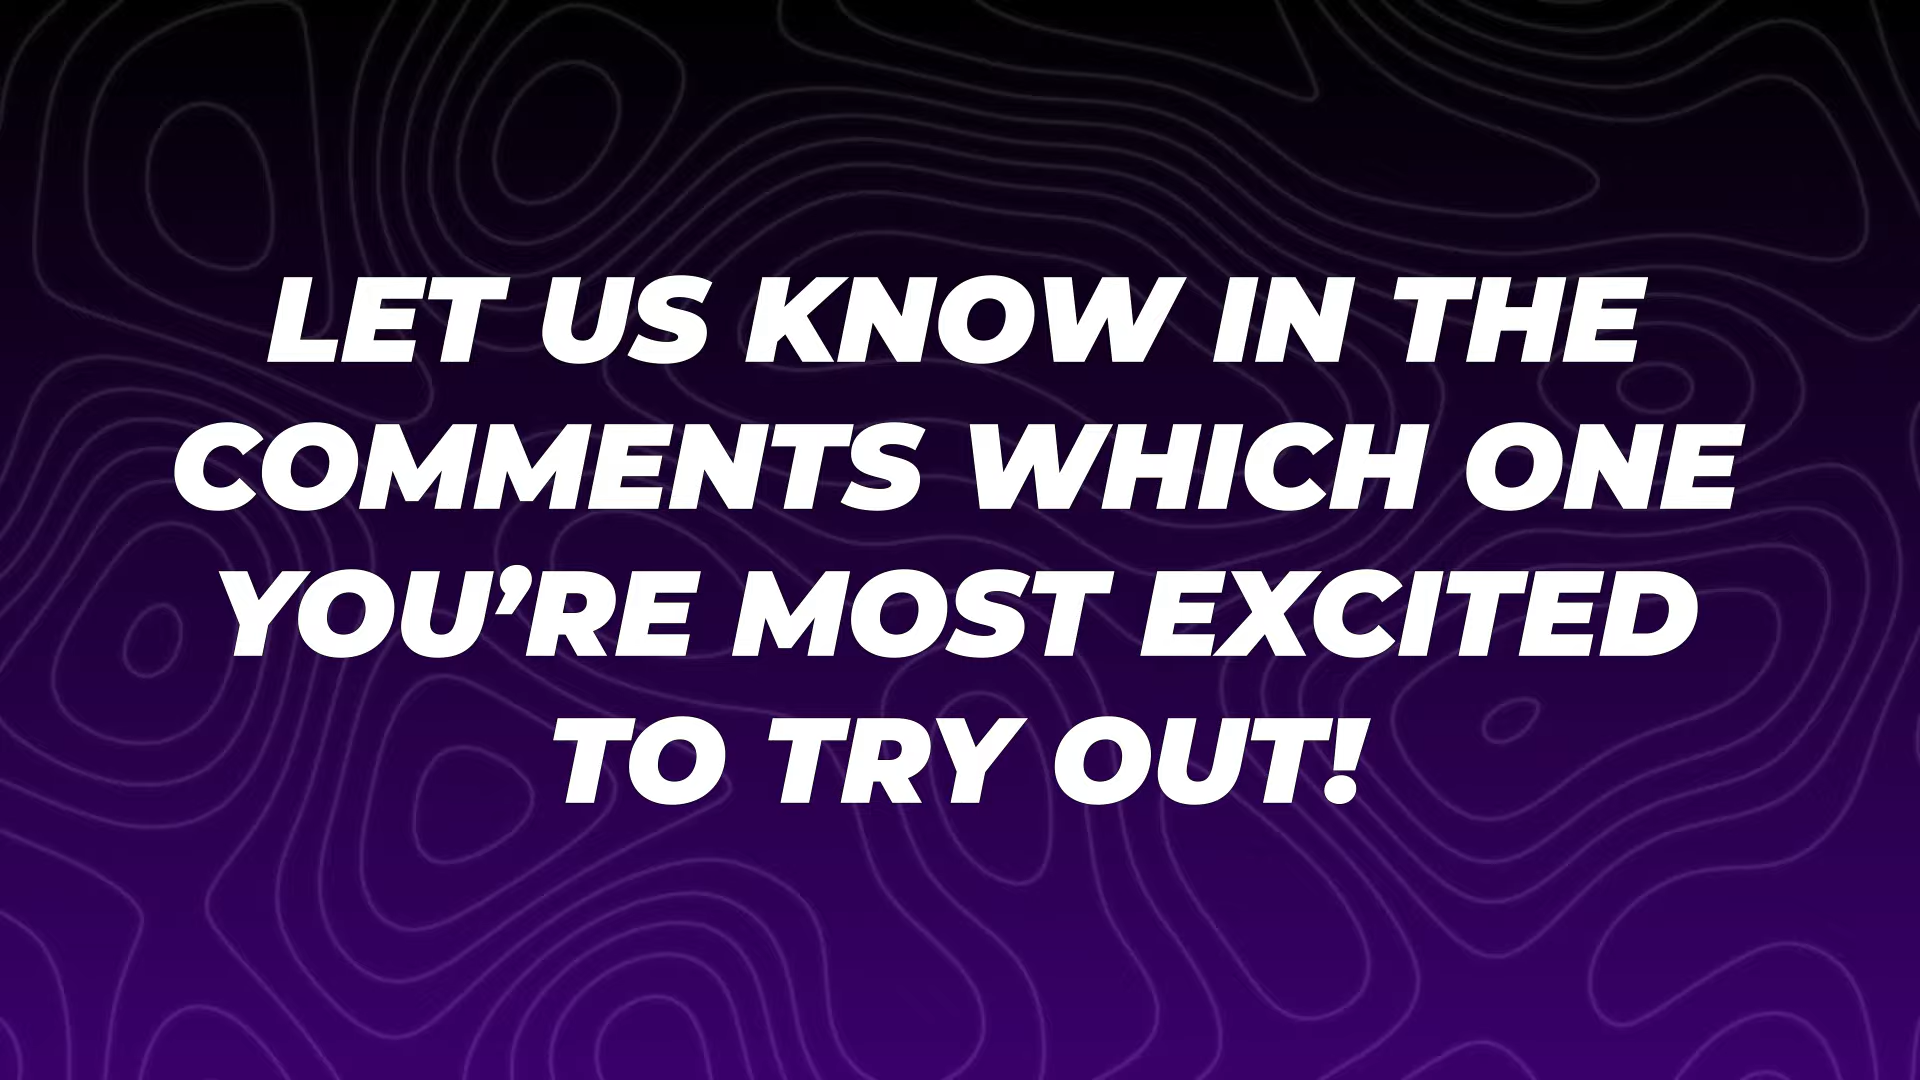 LET US KNOW IN THE
COMMENTS WHICH ONE
YOU’RE MOST EXCITED
TO TRY OUT!